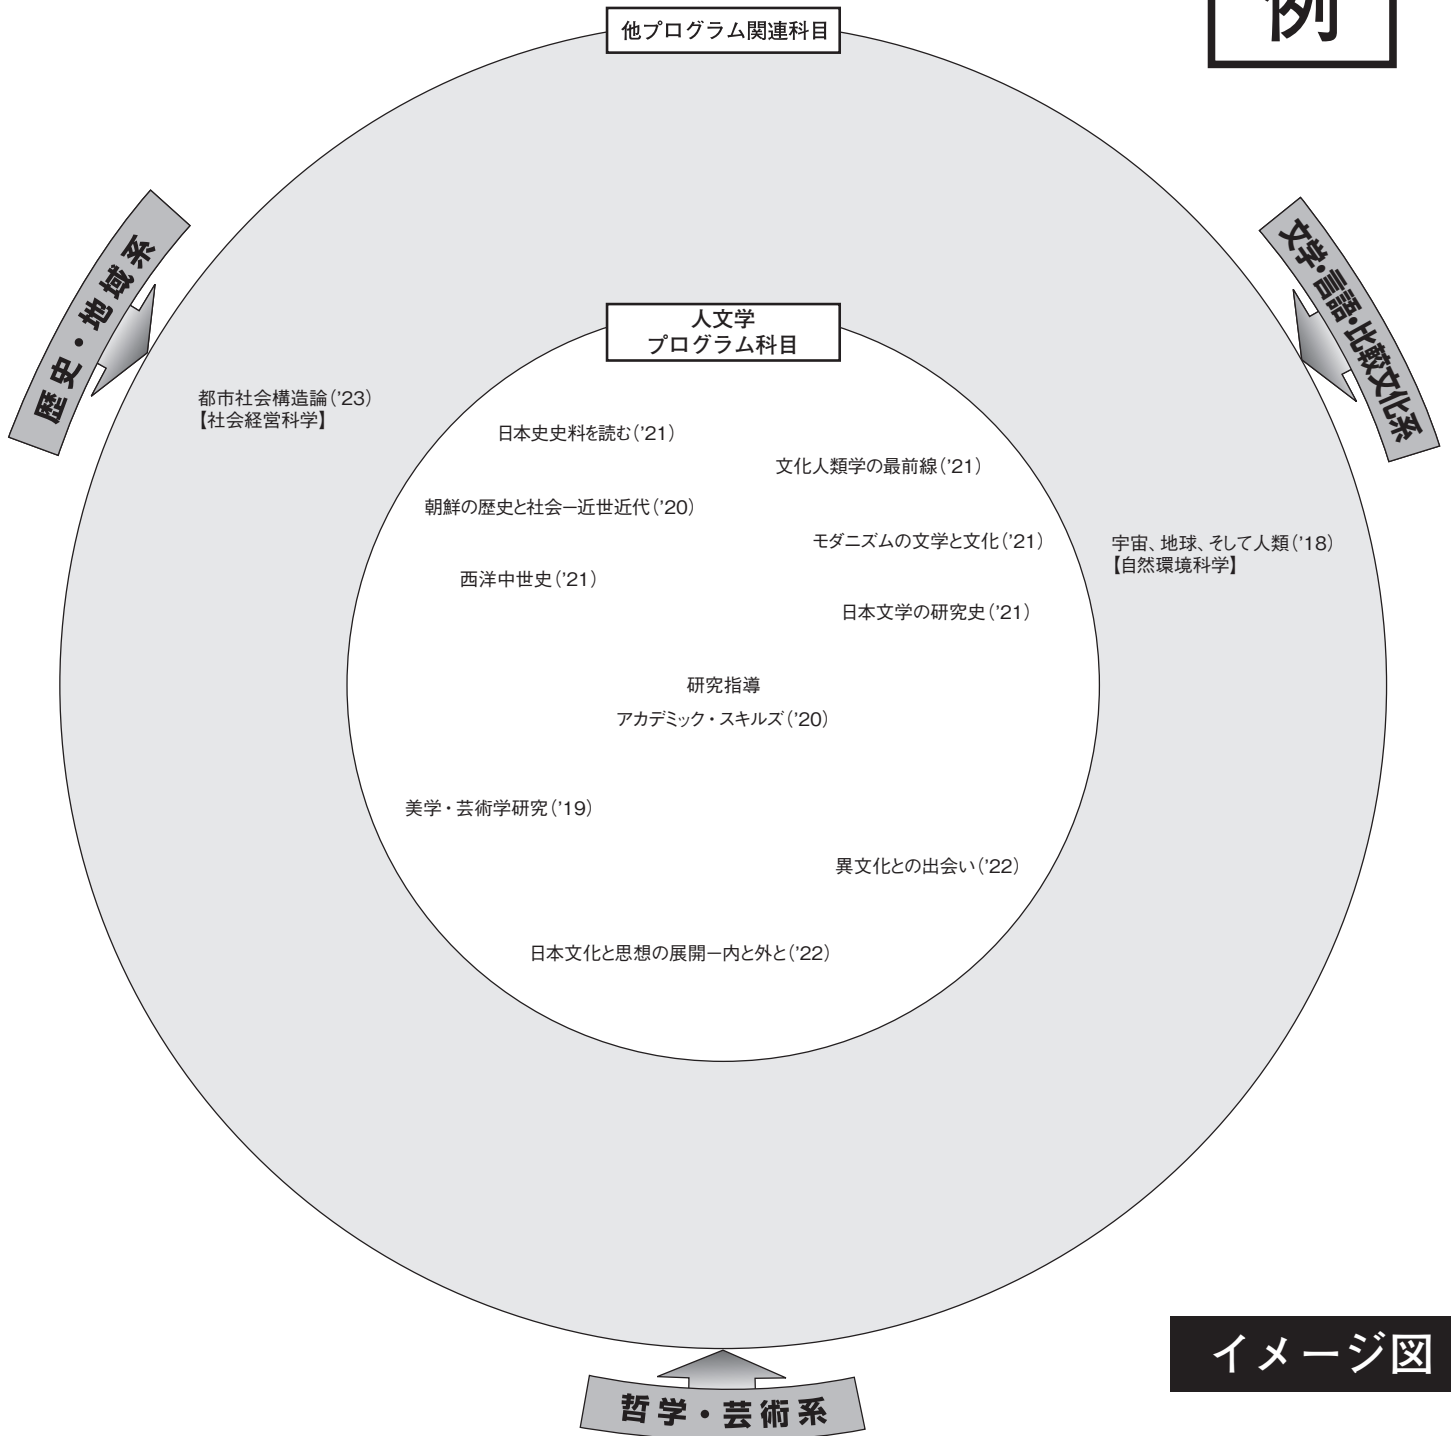 例
他プログラム関連科目
歴史・地域系
文学・言語・比較文化系
人文学
プログラム科目
都市社会構造論('23)
【社会経営科学】
日本史史料を読む('21)
文化人類学の最前線('21)
朝鮮の歴史と社会ー近世近代('20)
モダニズムの文学と文化('21)
宇宙、地球、そして人類('18)
【自然環境科学】
西洋中世史('21)
日本文学の研究史('21)
研究指導
アカデミック・スキルズ('20)
美学・芸術学研究('19)
異文化との出会い('22)
日本文化と思想の展開ー内と外と('22)
イメージ図
哲学・芸術系